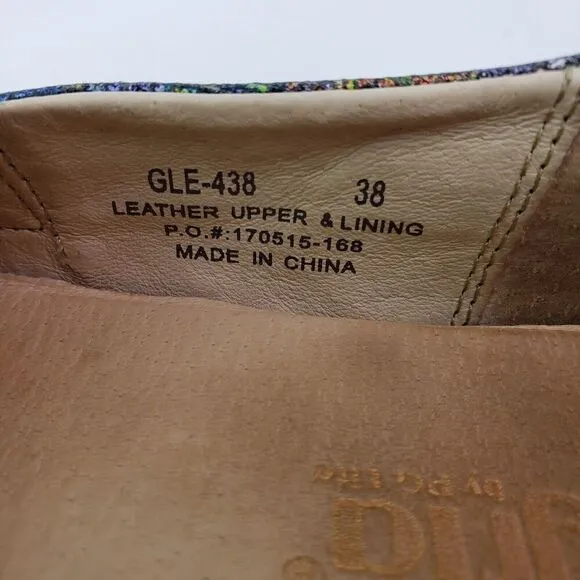 GLE-438 38
LEATHER UPPER & LINING
P.O.#:170515-168
MADE IN CHINA